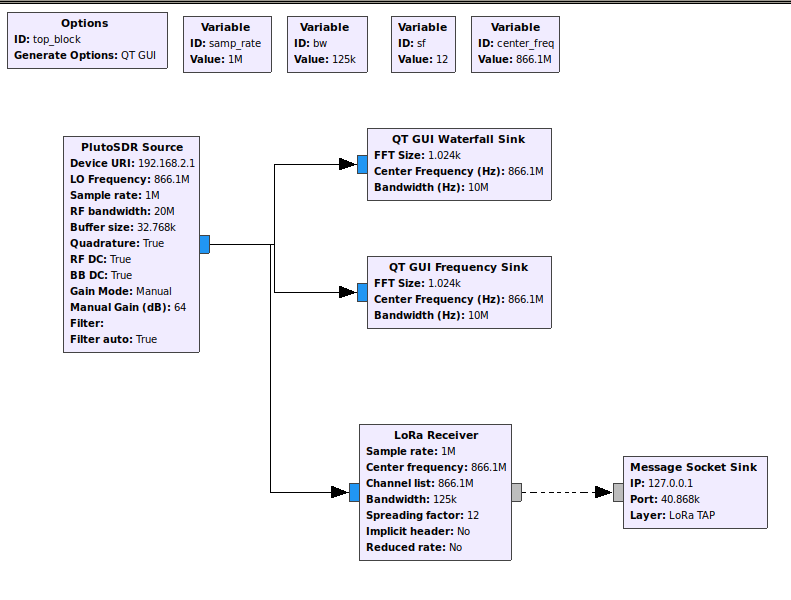 Options
ID: top_block
Generate Options: QT GUI
Variable
ID: samp_rate
Value: 1M
Variable
ID: bw
Value: 125k
Variable
ID: sf
Value: 12
Variable
ID: center_freq
Value: 866.1M
PlutoSDR Source
Device URI: 192.168.2.1
LO Frequency: 866.1M
Sample rate: 1M
RF bandwidth: 20M
Buffer size: 32.768k
Quadrature: True
RF DC: True
BB DC: True
Gain Mode: Manual
Manual Gain (dB): 64
Filter:
Filter auto: True
QT GUI Waterfall Sink
FFT Size: 1.024k
Center Frequency (Hz): 866.1M
Bandwidth (Hz): 10M
QT GUI Frequency Sink
FFT Size: 1.024k
Center Frequency (Hz): 866.1M
Bandwidth (Hz): 10M
LoRa Receiver
Sample rate: 1M
Center frequency: 866.1M
Channel list: 866.1M
Bandwidth: 125k
Spreading factor: 12
Implicit header: No
Reduced rate: No
Message Socket Sink
IP: 127.0.0.1
Port: 40.868k
Layer: LoRa TAP